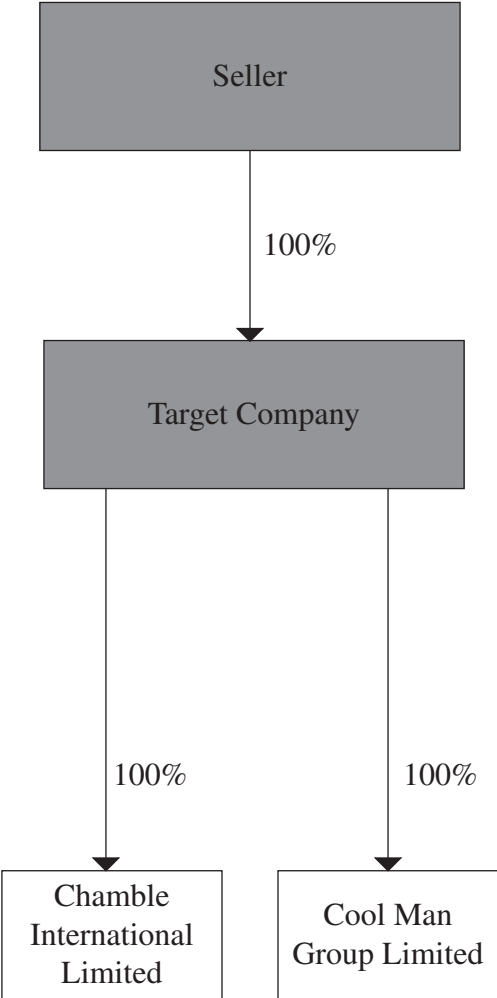 Seller
100%
Target Company
100%
100%
Chamble
International
Limited
Cool Man
Group Limited